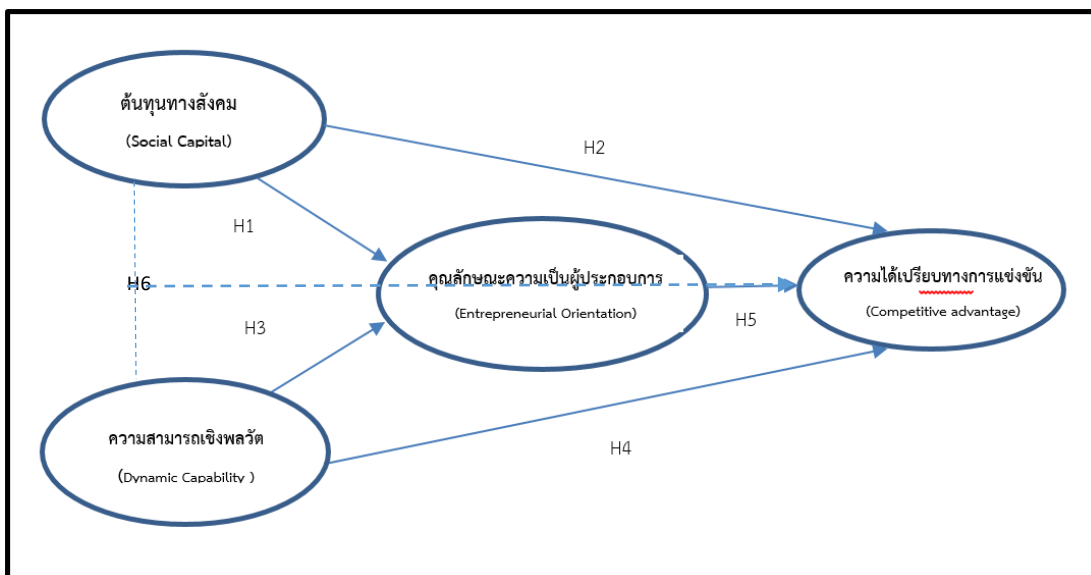 ต้นทุนทางสังคม
(Social Capital)
H2
H1
คุณลักษณะความเป็นผู้ประกอบการ
(Entrepreneurial Orientation)
ความได้เปรียบทางการแข่งขัน
(Competitive advantage)
H6
H3
H5
ความสามารถเชิงพลวัต
(Dynamic Capability )
H4